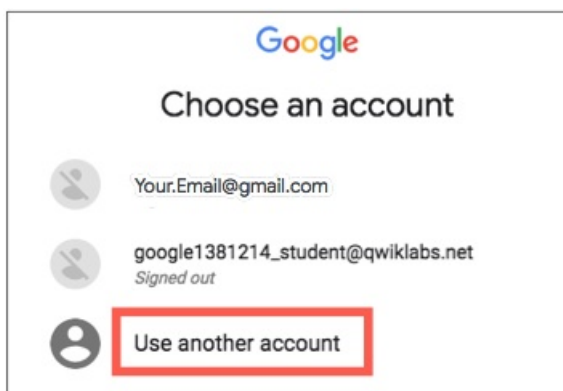 Google
Choose an account
Your.Email@gmail.com
google1381214_student@qwiklabs.net
Signed out
Use another account